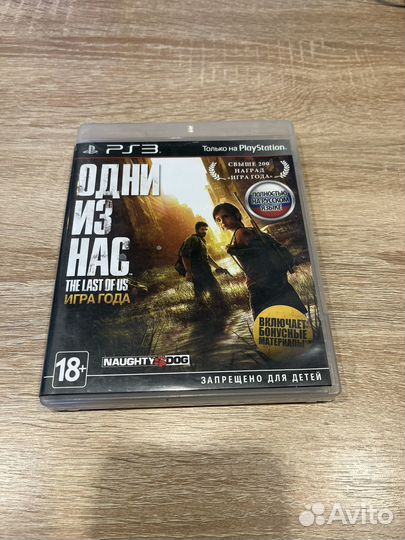 PS3
Только на PlayStation
СВЫШЕ 200
НАГРАД
«ИГРА ГОДА»
ПОЛНОСТЬЮ
НА РУССКОМ
ЯЗЫКЕ
ОДНИ
ИЗ
НАС
THE LAST OF US
ИГРА ГОДА
ВКЛЮЧАЕТ
БОНУСНЫЕ
МАТЕРИАЛЫ
18+
NAUGHTY DOG
ЗАПРЕЩЕНО ДЛЯ ДЕТЕЙ
Avito